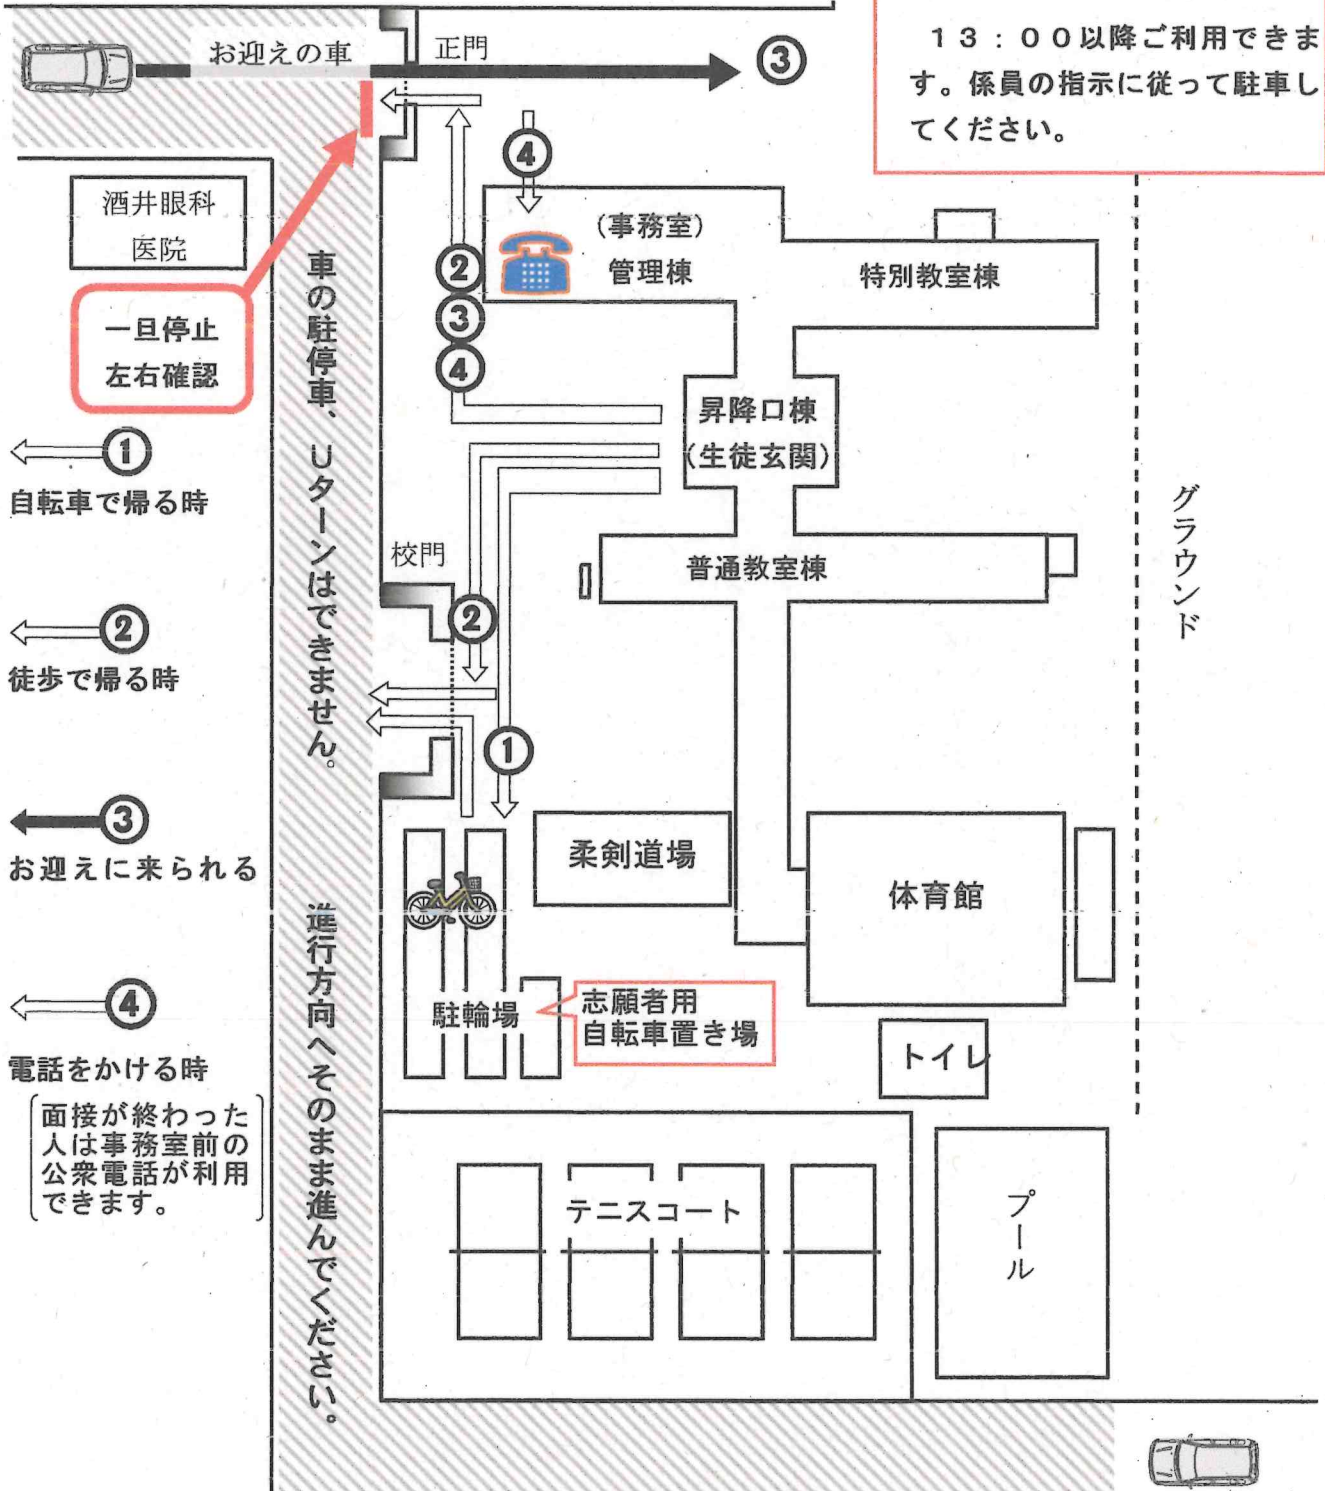 お迎えの車
正門
③
１３：００以降ご利用できま
す。係員の指示に従って駐車し
てください。
④
酒井眼科
医院
(事務室)
管理棟
特別教室棟
②
③
④
一旦停止
左右確認
昇降口棟
(生徒玄関)
車の駐停車、Uターンはできません。
進行方向へそのまま進んでください。
①
自転車で帰る時
校門
普通教室棟
グラウンド
②
②
徒歩で帰る時
①
③
お迎えに来られる
柔剣道場
体育館
④
電話をかける時
面接が終わった
人は事務室前の
公衆電話が利用
できます。
駐輪場
志願者用
自転車置き場
トイレ
テニスコート
プール